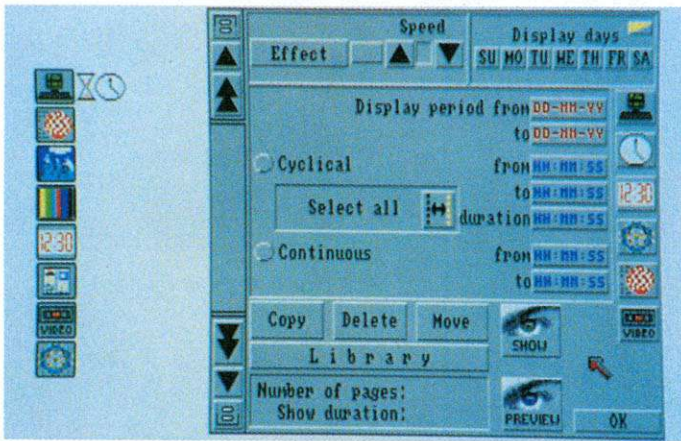 Speed
Display days
Effect
SU MO TU WE TH FR SA
Display period from DD-MM-YY
to DD-MM-YY
Cyclical
from HH:MM:SS
to HH:MM:SS
Select all
duration HH:MM:SS
Continuous
from HH:MM:SS
to HH:MM:SS
12:30
12:30
VIDEO
VIDEO
Copy
Delete
Move
SHOW
Library
Number of pages:
Show duration:
PREVIEW
OK